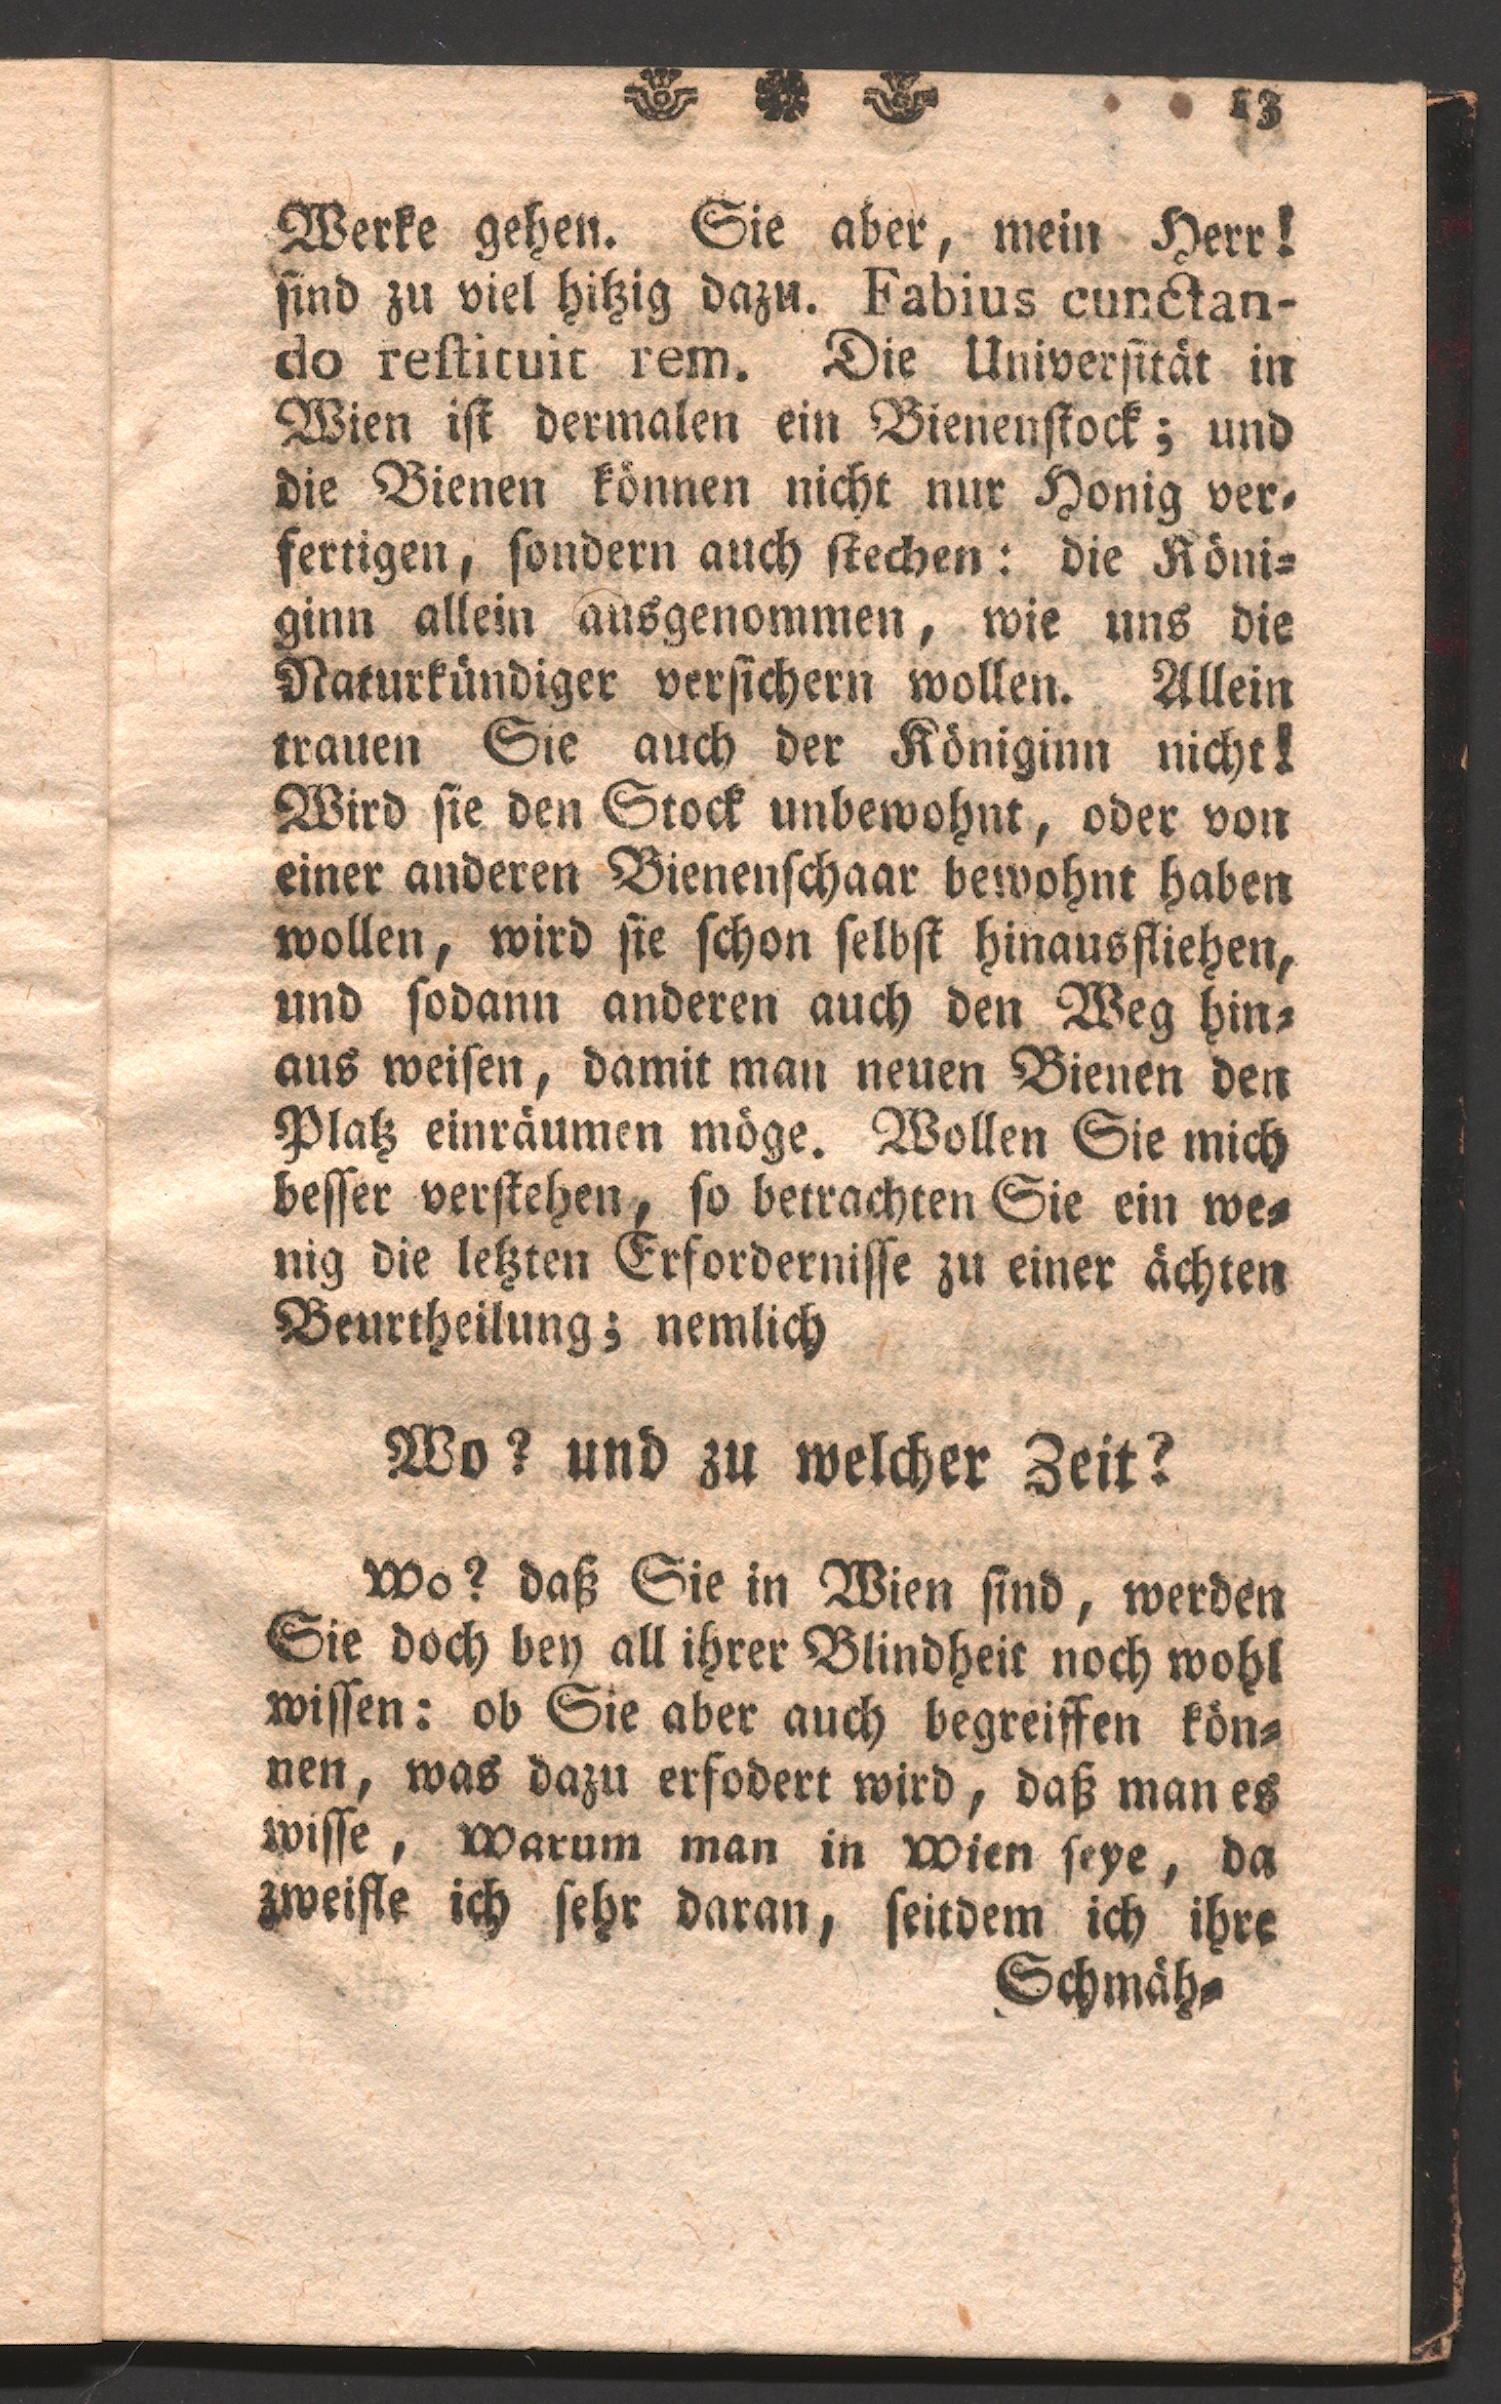 13
Werke gehen. Sie aber, mein Herr!
ſind zu viel hitzig dazu. Fabius cunctan-
do reſtituit rem. Die Univerſität in
Wien iſt dermalen ein Bienenſtock; und
die Bienen können nicht nur Honig ver-
fertigen, ſondern auch ſtechen: die Köni-
ginn allein ausgenommen, wie uns die
Naturkündiger verſichern wollen. Allein
trauen Sie auch der Königinn nicht!
Wird ſie den Stock unbewohnt, oder von
einer anderen Bienenſchaar bewohnt haben
wollen, wird ſie ſchon ſelbſt hinausfliehen,
und ſodann anderen auch den Weg hin-
aus weiſen, damit man neuen Bienen den
Platz einräumen möge. Wollen Sie mich
beſſer verſtehen, ſo betrachten Sie ein we-
nig die letzten Erforderniſſe zu einer ächten
Beurtheilung; nemlich
Wo? und zu welcher Zeit?
Wo? daß Sie in Wien ſind, werden
Sie doch bey all ihrer Blindheit noch wohl
wiſſen: ob Sie aber auch begreiffen kön-
nen, was dazu erfodert wird, daß man es
wiſſe, warum man in Wien ſeye, da
zweifle ich ſehr daran, ſeitdem ich ihre
Schmäh-